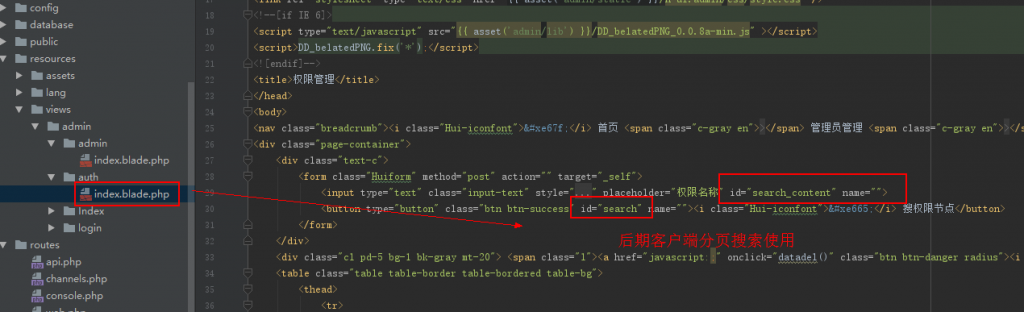 config
database
public
resources
assets
lang
views
admin
admin
index.blade.php
auth
index.blade.php
Index
login
routes
api.php
channels.php
console.php
18
19
20
21
22
23
24
25
26
27
28
29
30
31
32
33
34
35
36
<!--[if IE 6]>
<script type="text/javascript" src="{{ asset('admin/lib') }}/DD_belatedPNG_0.0.8a-min.js" ></script>
<script>DD_belatedPNG.fix('*');</script>
<![endif]-->
<title>权限管理</title>
</head>
<body>
<nav class="breadcrumb"><i class="Hui-iconfont">&#xe67f;</i> 首页 <span class="c-gray en">></span> 管理员管理 <span class="c-gray en">></s
<div class="page-container">
<div class="text-c">
<form class="Huiform" method="post" action="" target="_self">
<input type="text" class="input-text" style="..." placeholder="权限名称" id="search_content" name="">
<button type="button" class="btn btn-success" id="search" name=""><i class="Hui-iconfont">&#xe665;</i> 搜权限节点</button>
</form>
后期客户端分页搜索使用
</div>
<div class="cl pd-5 bg-1 bk-gray mt-20"> <span class="l"><a href="javascript:;" onclick="datadel()" class="btn btn-danger radius"><i
<table class="table table-border table-bordered table-bg">
<thead>
<tr>